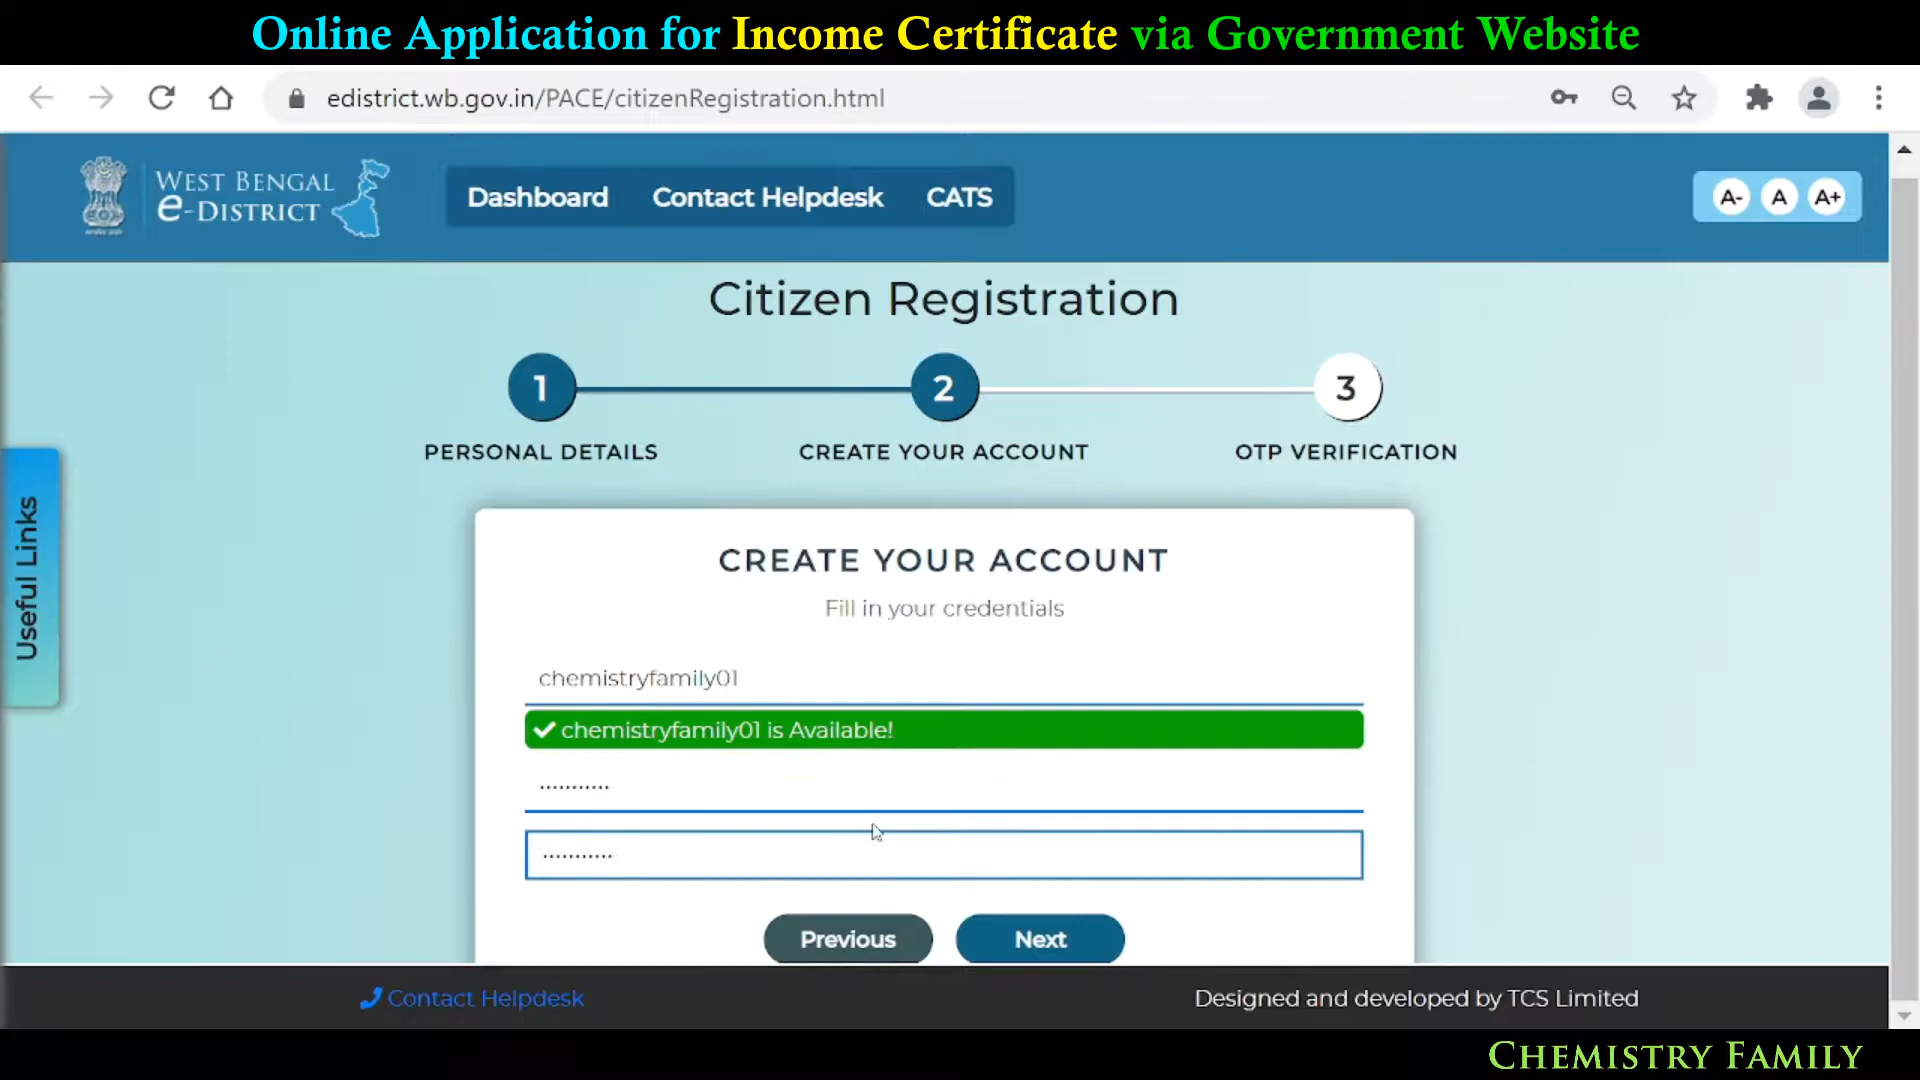 Online Application for Income Certificate via Government Website
edistrict.wb.gov.in/PACE/citizenRegistration.html
WEST BENGAL
e-DISTRICT
Dashboard
Contact Helpdesk
CATS
A-
A
A+
Citizen Registration
1
2
3
PERSONAL DETAILS
CREATE YOUR ACCOUNT
OTP VERIFICATION
Useful Links
CREATE YOUR ACCOUNT
Fill in your credentials
chemistryfamily01
chemistryfamily01 is Available!
...........
...........
Previous
Next
Contact Helpdesk
Designed and developed by TCS Limited
CHEMISTRY FAMILY